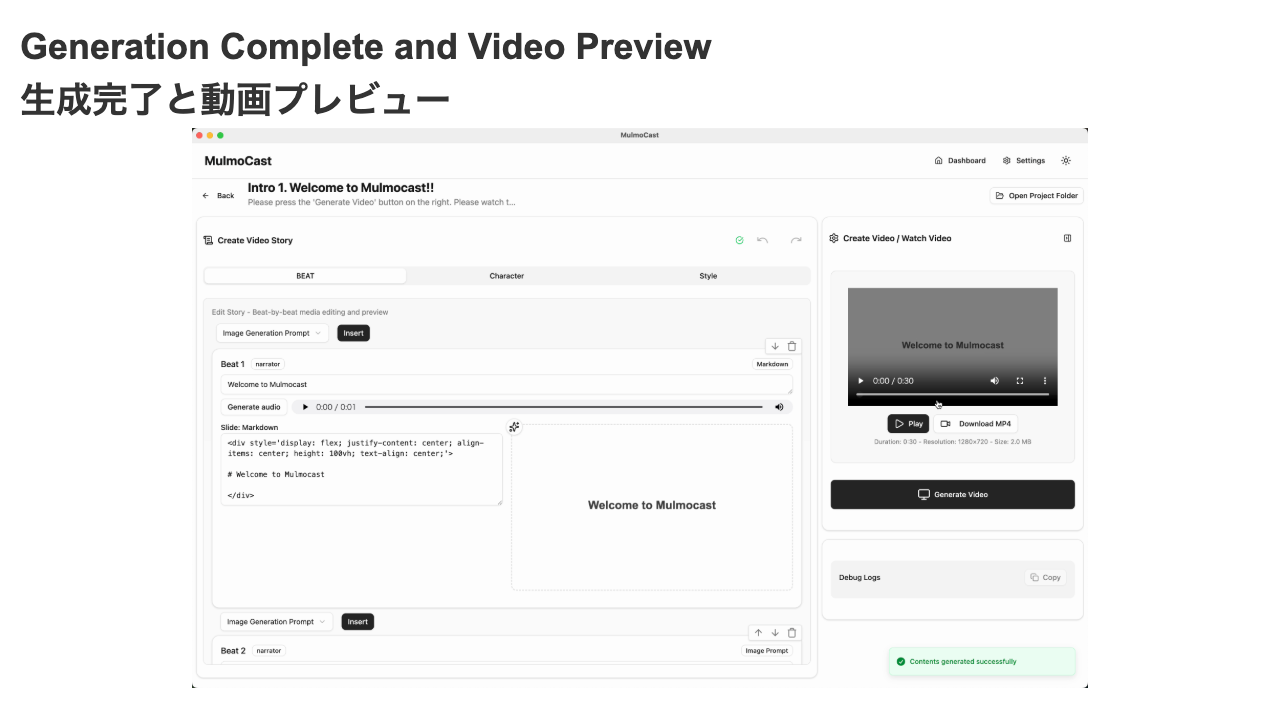 Generation Complete and Video Preview
生成完了と動画プレビュー
MulmoCast
MulmoCast
Dashboard
Settings
Back
Intro 1. Welcome to Mulmocast!!
Please press the 'Generate Video' button on the right. Please watch t...
Open Project Folder
Create Video Story
BEAT
Character
Style
Edit Story - Beat-by-beat media editing and preview
Image Generation Prompt
Insert
Beat 1
narrator
Markdown
Welcome to Mulmocast
Generate audio
0:00 / 0:01
Slide: Markdown
<div style='display: flex; justify-content: center; align-
items: center; height: 100vh; text-align: center;'>
# Welcome to Mulmocast
</div>
Welcome to Mulmocast
Image Generation Prompt
Insert
Beat 2
narrator
Image Prompt
Create Video / Watch Video
Welcome to Mulmocast
0:00 / 0:30
Play
Download MP4
Duration: 0:30 - Resolution: 1280×720 - Size: 2.0 MB
Generate Video
Debug Logs
Copy
Contents generated successfully